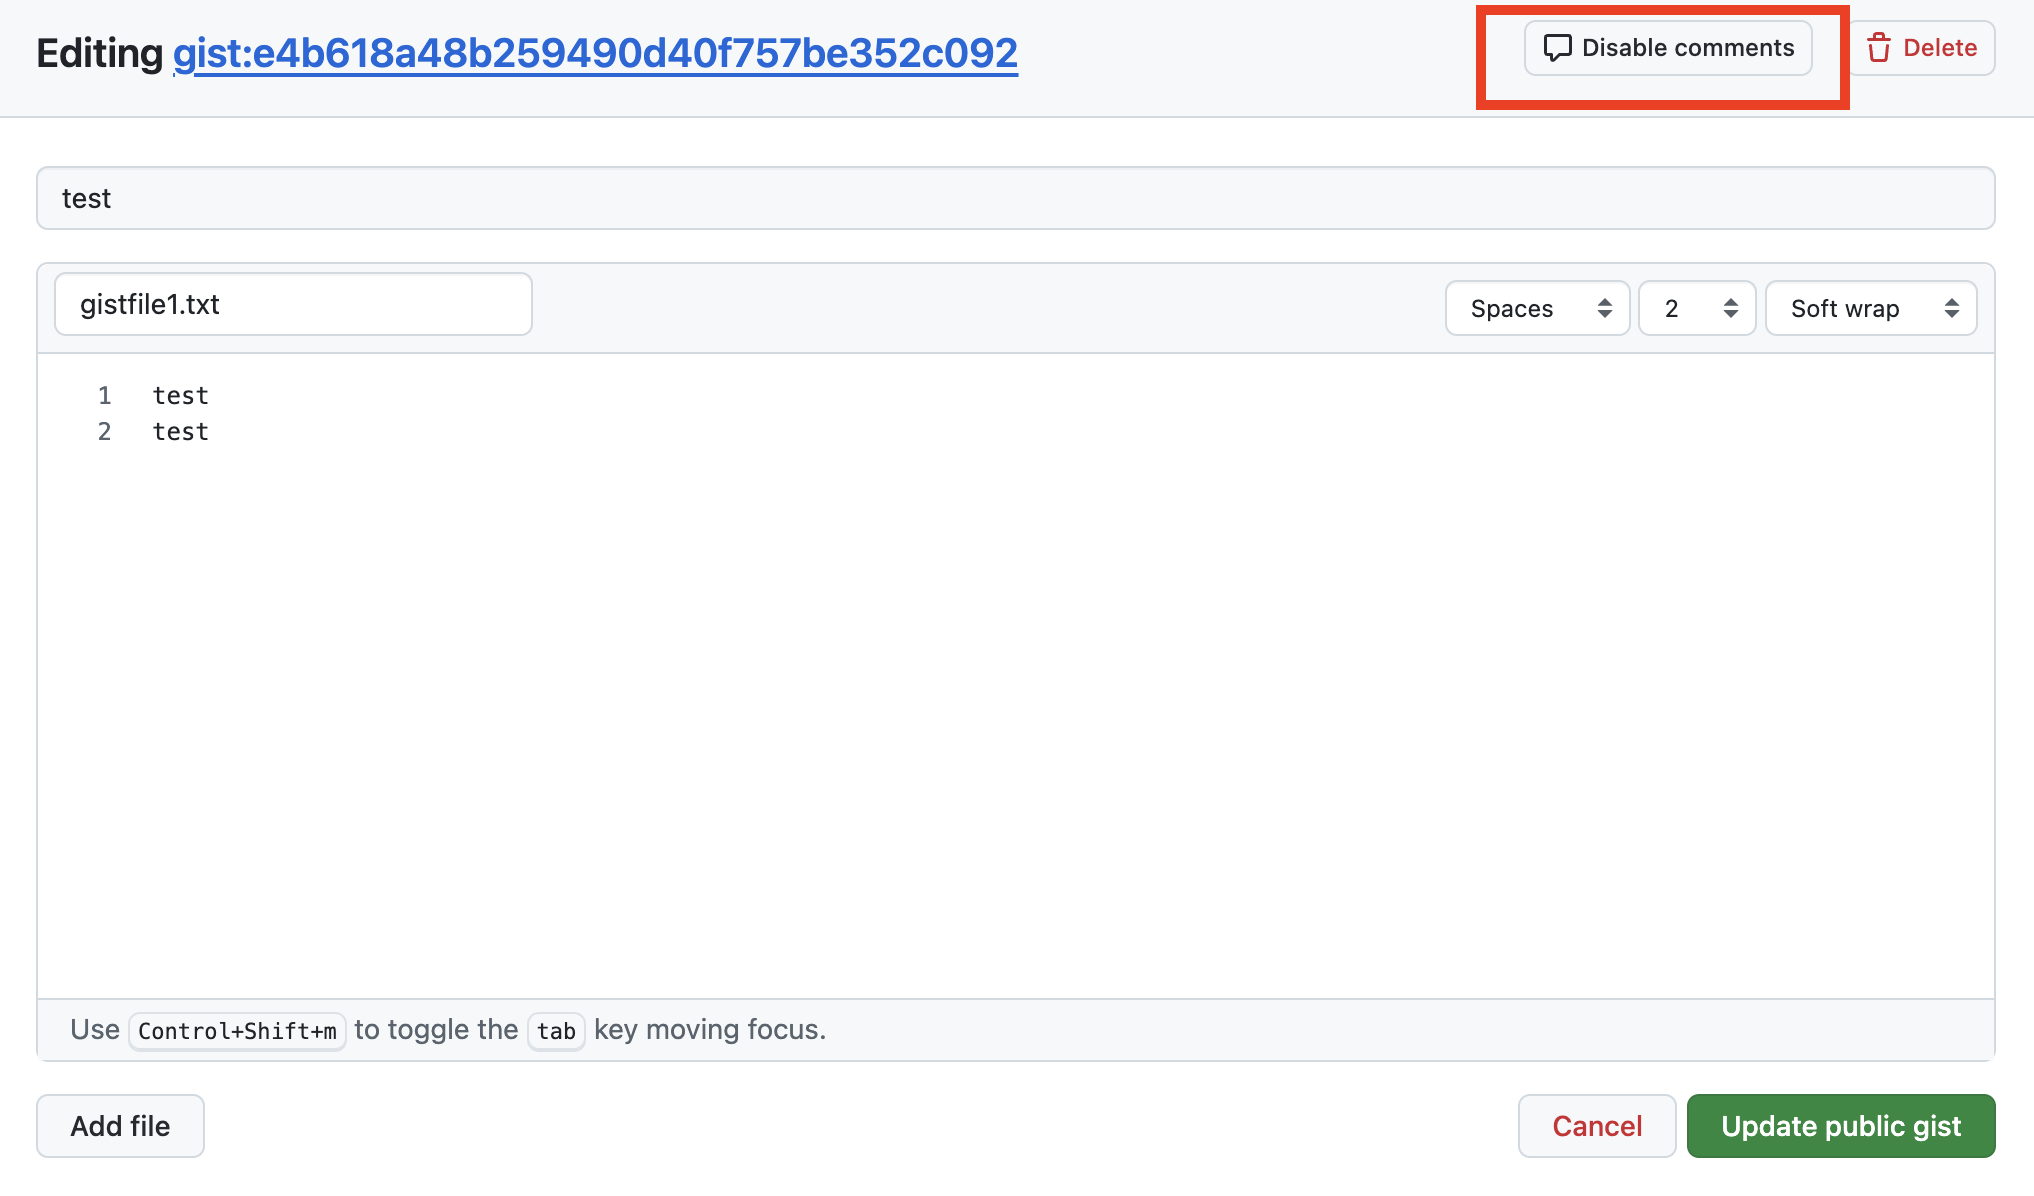 Editing gist:e4b618a48b259490d40f757be352c092
Disable comments
Delete
test
gistfile1.txt
Spaces
2
Soft wrap
1 test
2 test
Use Control+Shift+m to toggle the tab key moving focus.
Add file
Cancel
Update public gist